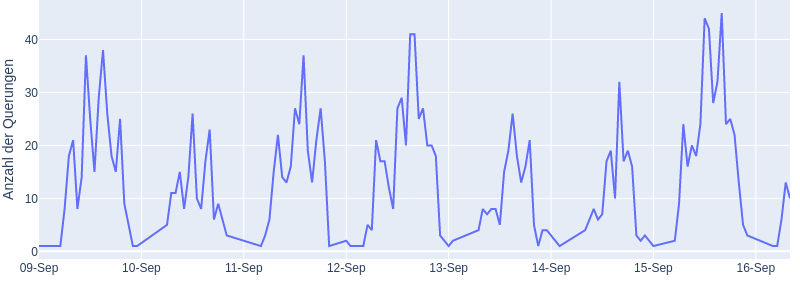 Anzahl der Querungen
40
30
20
10
0
09-Sep
10-Sep
11-Sep
12-Sep
13-Sep
14-Sep
15-Sep
16-Sep